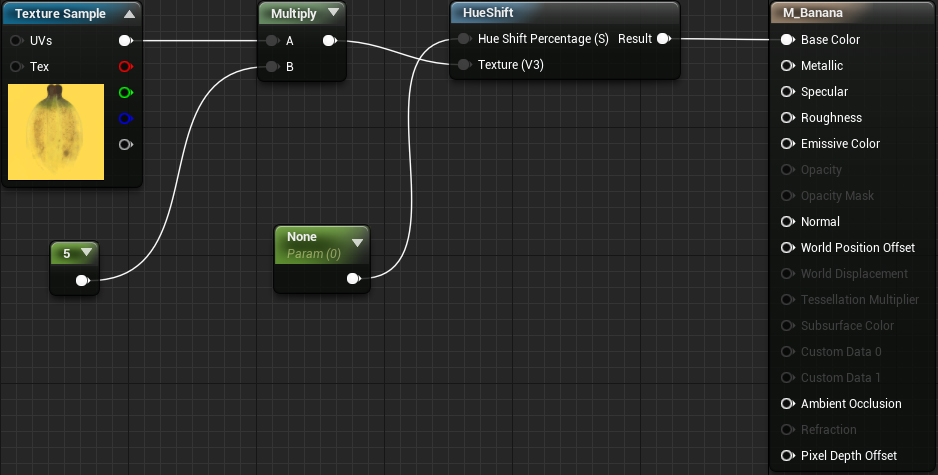 Texture Sample
UVs
Tex
Multiply
A
B
HueShift
Hue Shift Percentage (S) Result
Texture (V3)
5
None
Param (0)
M_Banana
Base Color
Metallic
Specular
Roughness
Emissive Color
Opacity
Opacity Mask
Normal
World Position Offset
World Displacement
Tessellation Multiplier
Subsurface Color
Custom Data 0
Custom Data 1
Ambient Occlusion
Refraction
Pixel Depth Offset